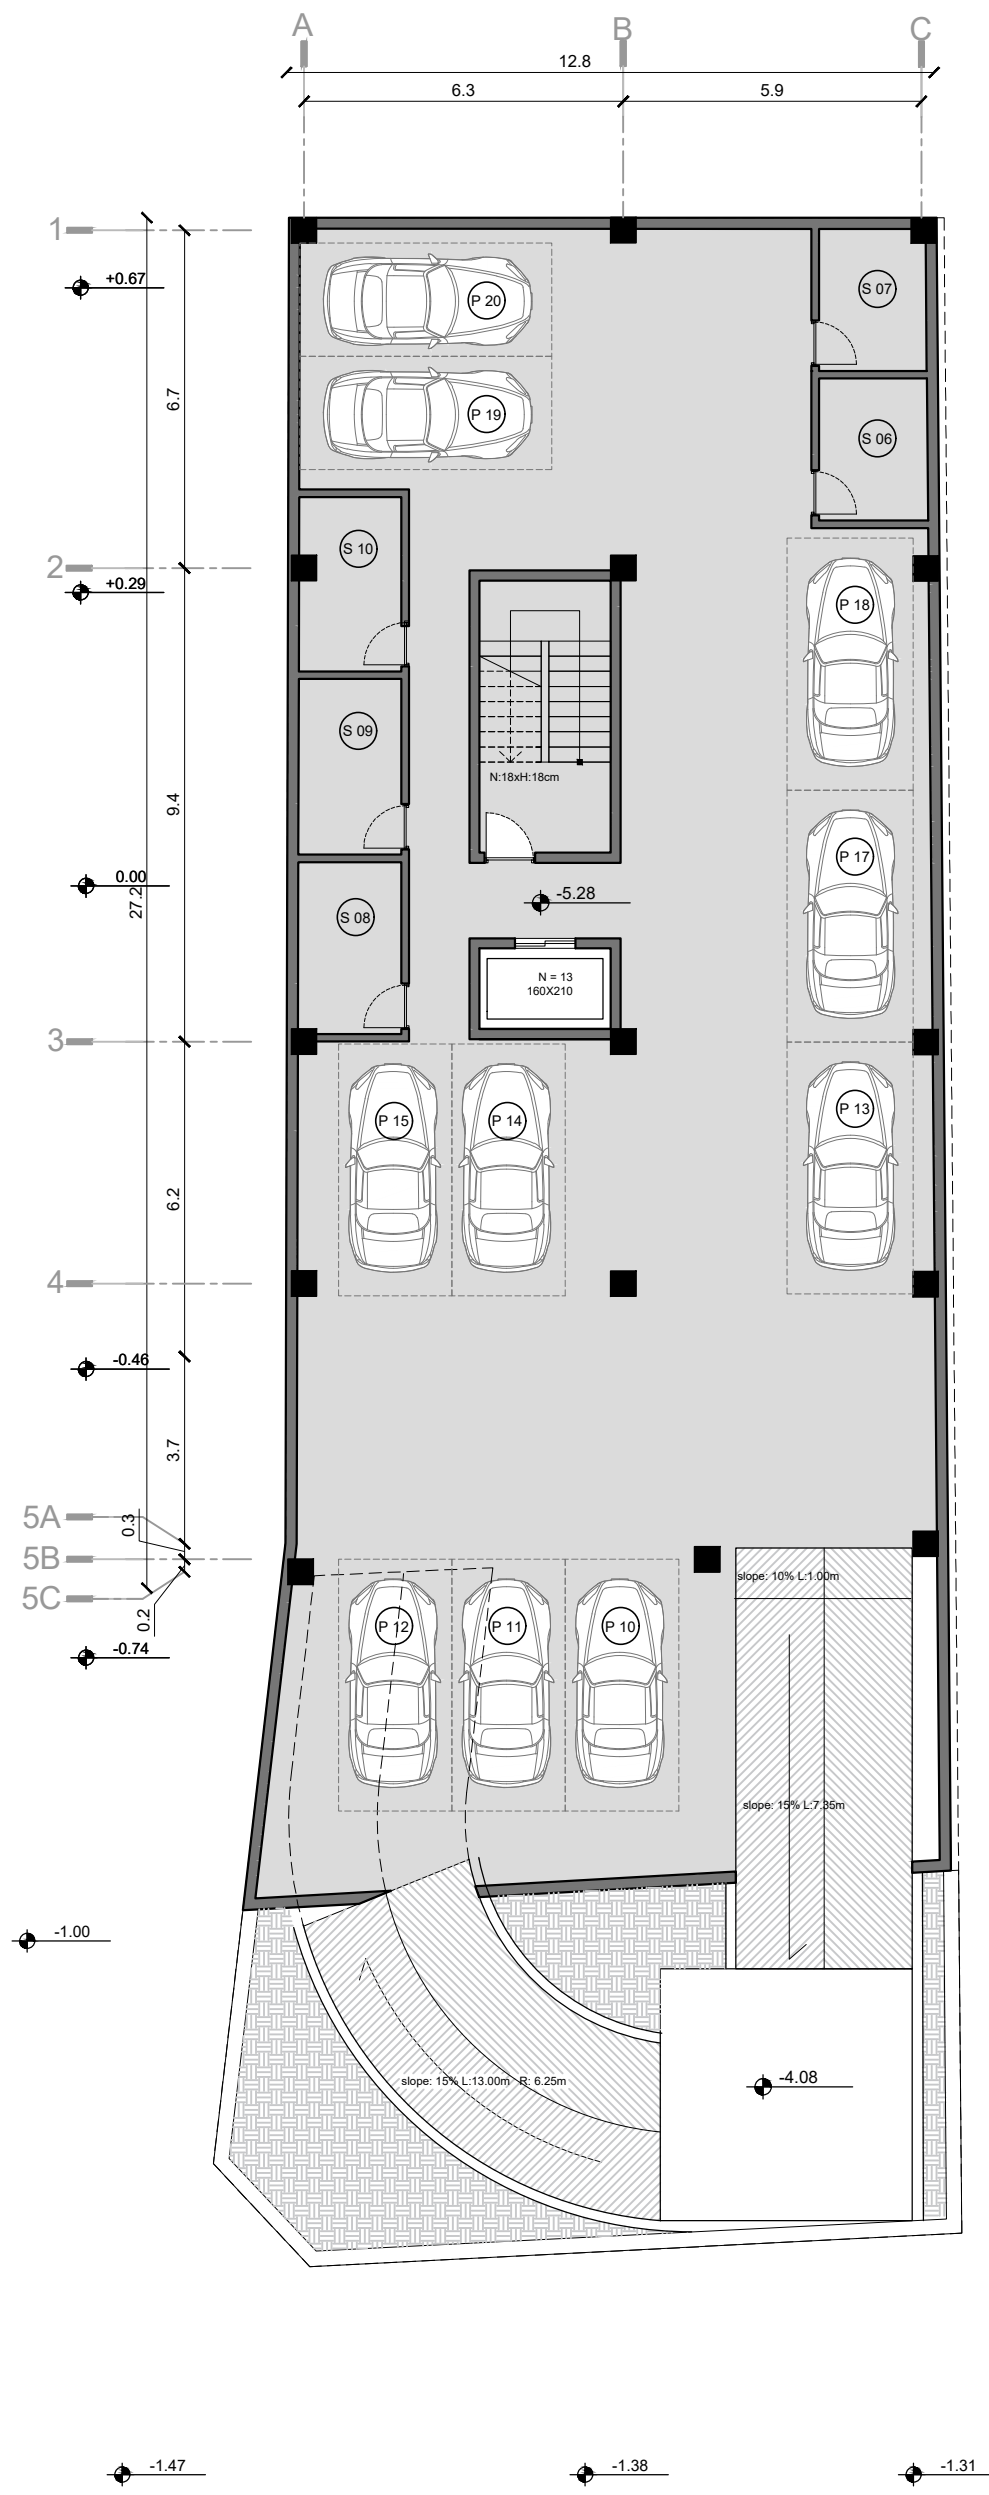 A
B
C
12.8
6.3
5.9
1
+0.67
P 20
S 07
6.7
P 19
S 06
S 10
2
+0.29
P 18
S 09
N:18xH:18cm
9.4
P 17
0.00
27.2
-5.28
S 08
N = 13
160X210
3
P 15
P 14
P 13
6.2
4
-0.46
3.7
5A
0.3
5B
slope: 10% L:1.00m
5C
0.2
P 12
P 11
P 10
-0.74
slope: 15% L:7.35m
-1.00
slope: 15% L:13.00m R: 6.25m
-4.08
-1.47
-1.38
-1.31